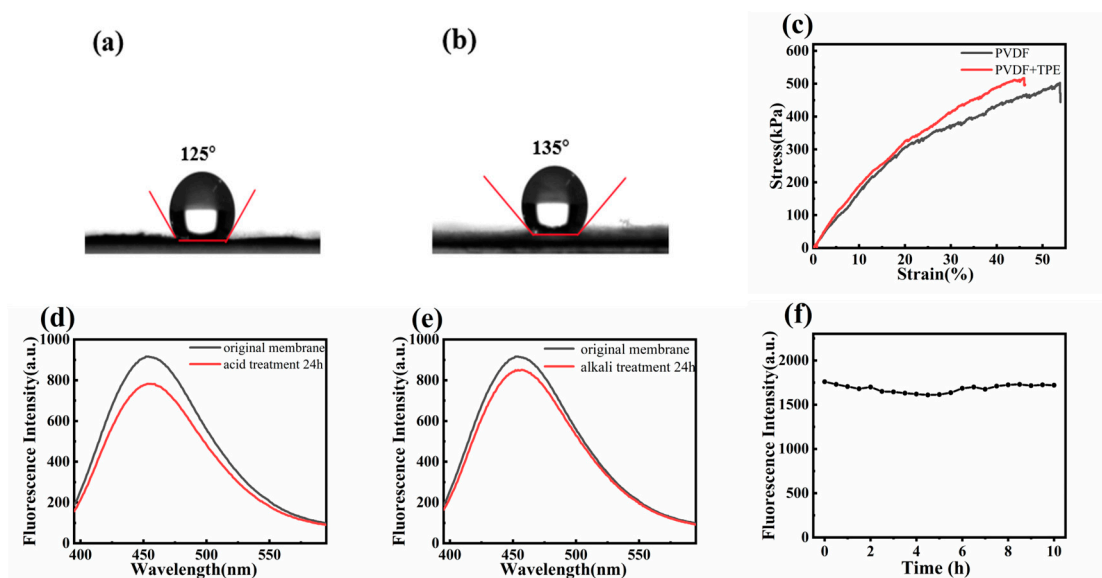 (a)
125°
(b)
135°
(c)
Stress(kPa)
600
500
400
300
200
100
0
PVDF
PVDF+TPE
0 10 20 30 40 50
Strain(%)
(d)
Fluorescence Intensity(a.u.)
1000
800
600
400
200
0
original membrane
acid treatment 24h
400 450 500 550
Wavelength(nm)
(e)
Fluorescence Intensity(a.u.)
1000
800
600
400
200
0
original membrane
alkali treatment 24h
400 450 500 550
Wavelength(nm)
(f)
Fluorescence Intensity(a.u.)
2000
1500
1000
500
0
0 2 4 6 8 10
Time (h)